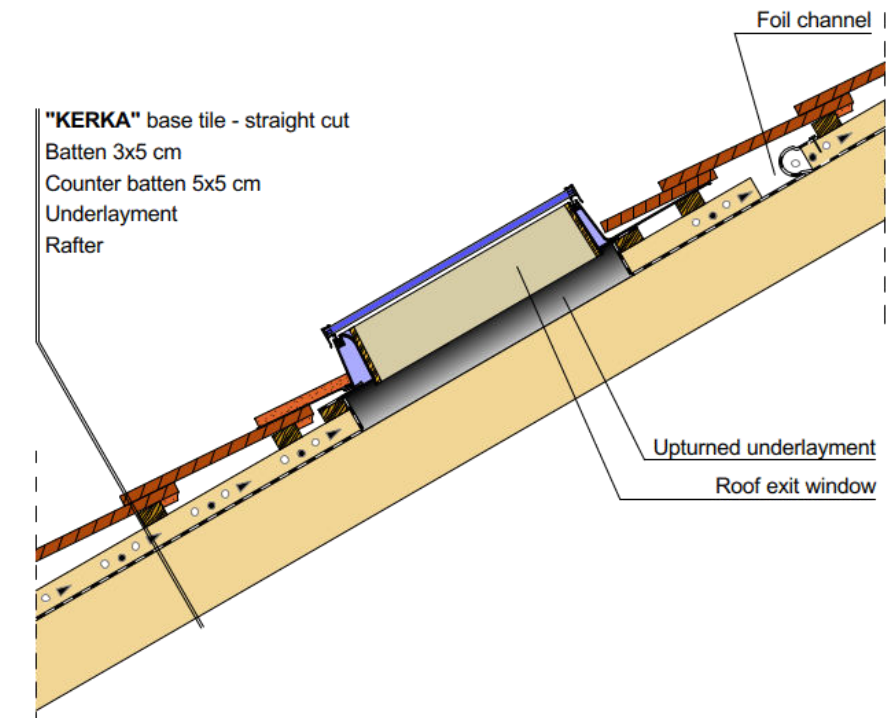 Foil channel
"KERKA" base tile - straight cut
Batten 3x5 cm
Counter batten 5x5 cm
Underlayment
Rafter
Upturned underlayment
Roof exit window